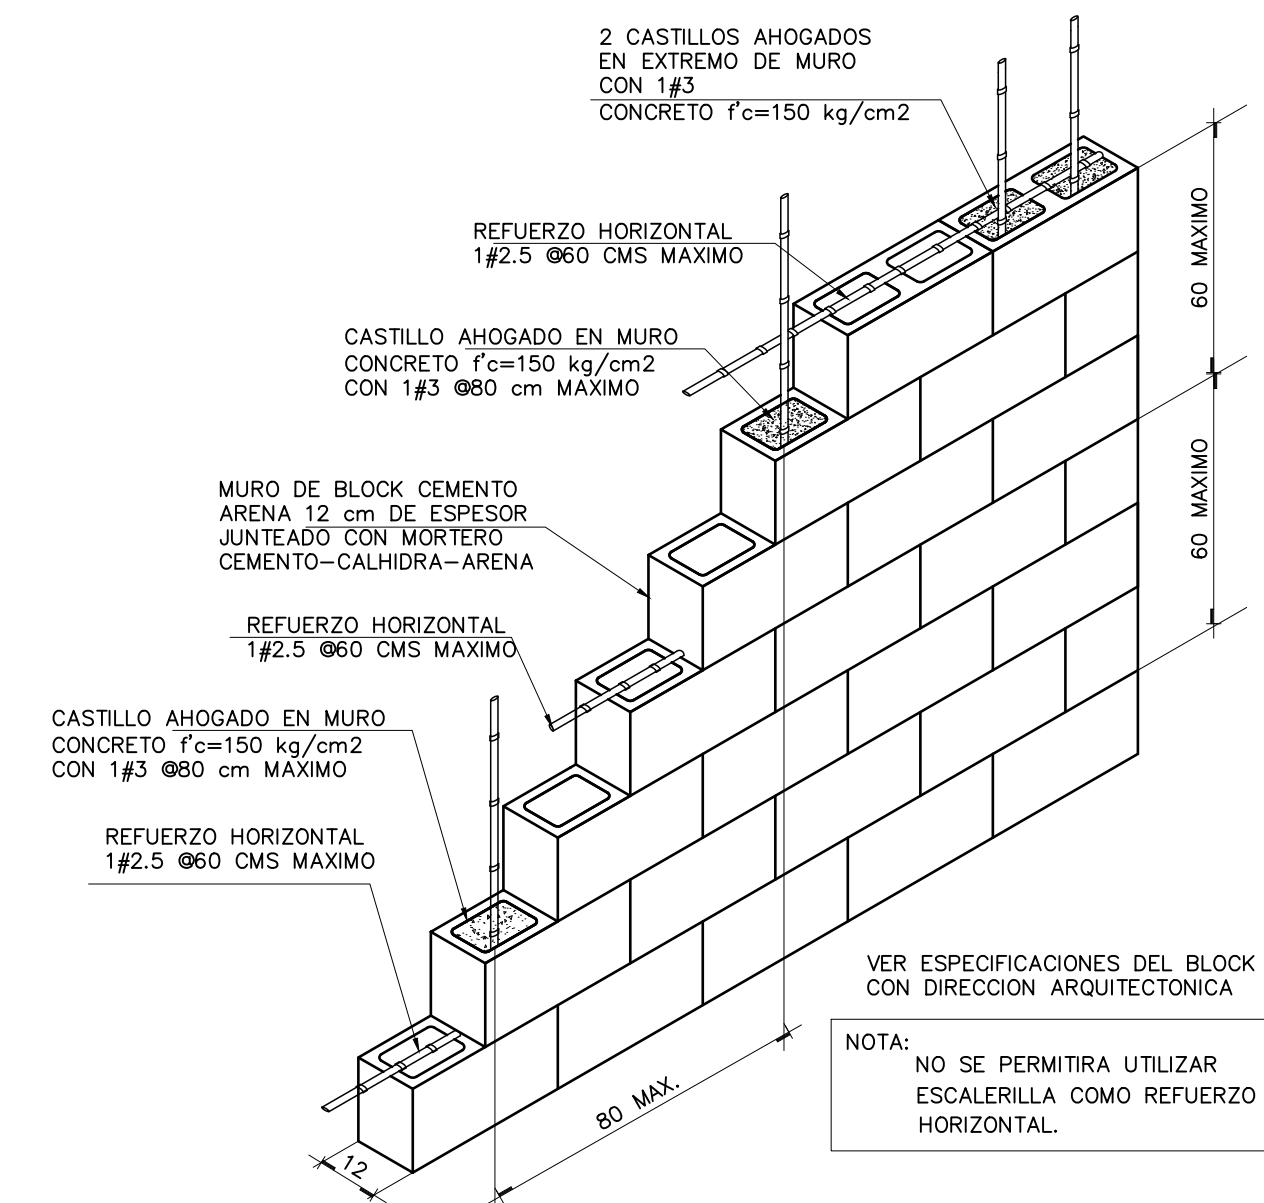 2 CASTILLOS AHOGADOS
EN EXTREMO DE MURO
CON 1#3
CONCRETO f'c=150 kg/cm2
REFUERZO HORIZONTAL
1#2.5 @60 CMS MAXIMO
60 MAXIMO
CASTILLO AHOGADO EN MURO
CONCRETO f'c=150 kg/cm2
CON 1#3 @80 cm MAXIMO
60 MAXIMO
MURO DE BLOCK CEMENTO
ARENA 12 cm DE ESPESOR
JUNTEADO CON MORTERO
CEMENTO-CALHIDRA-ARENA
REFUERZO HORIZONTAL
1#2.5 @60 CMS MAXIMO
CASTILLO AHOGADO EN MURO
CONCRETO f'c=150 kg/cm2
CON 1#3 @80 cm MAXIMO
REFUERZO HORIZONTAL
1#2.5 @60 CMS MAXIMO
VER ESPECIFICACIONES DEL BLOCK
CON DIRECCION ARQUITECTONICA
NOTA:
NO SE PERMITIRA UTILIZAR
ESCALERILLA COMO REFUERZO
HORIZONTAL.
80 MAX.
12